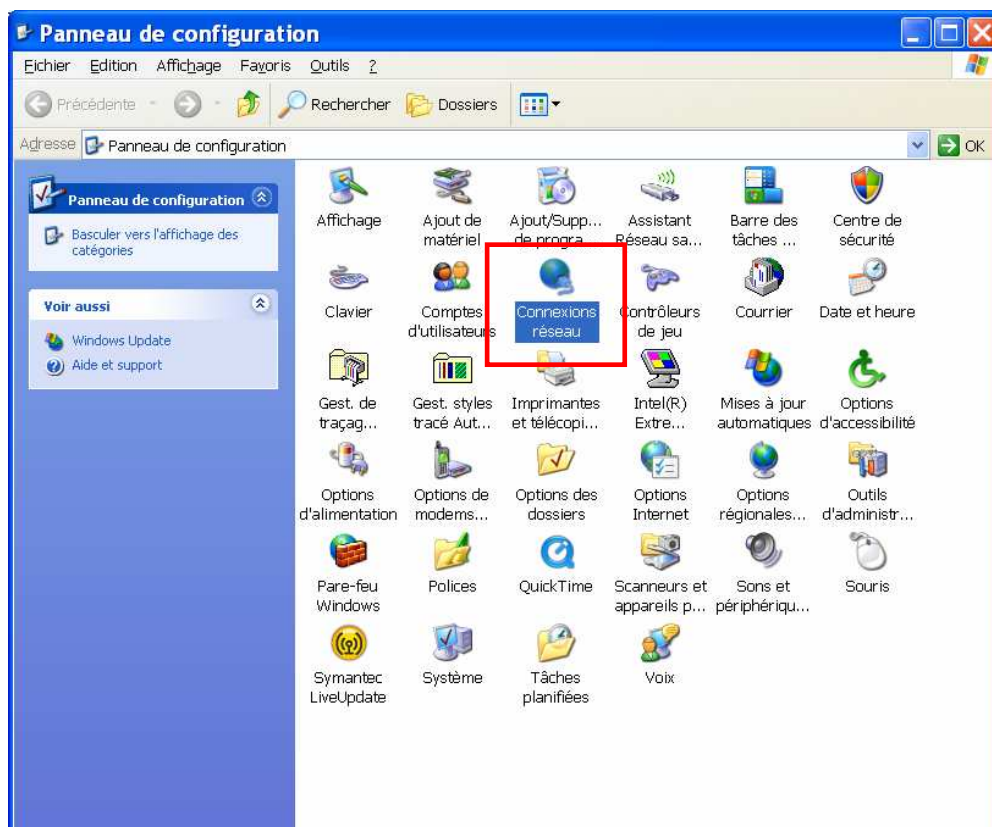 Panneau de configuration
Fichier Edition Affichage Favoris Outils ?
Précédente Rechercher Dossiers
Adresse Panneau de configuration OK
Panneau de configuration
Basculer vers l'affichage des
catégories
Voir aussi
Windows Update
Aide et support
Affichage
Ajout de
matériel
Ajout/Supp...
de progra...
Assistant
Réseau sa...
Barre des
tâches ...
Centre de
sécurité
Clavier
Comptes
d'utilisateurs
Connexions
réseau
Contrôleurs
de jeu
Courrier
Date et heure
Gest. de
traçag...
Gest. styles
tracé Aut...
Imprimantes
et télécopi...
Intel(R)
Extre...
Mises à jour
automatiques
Options
d'accessibilité
Options
d'alimentation
Options de
modems...
Options des
dossiers
Options
Internet
Options
régionales...
Outils
d'administr...
Pare-feu
Windows
Polices
QuickTime
Scanneurs et
appareils p...
Sons et
périphériqu...
Souris
Symantec
LiveUpdate
Système
Tâches
planifiées
Voix